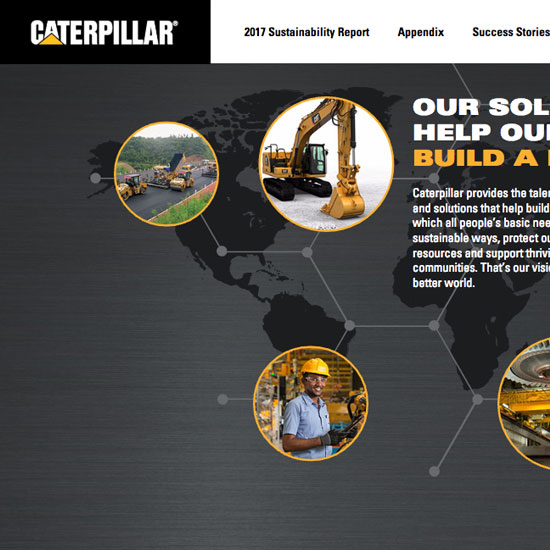 CATERPILLAR®
2017 Sustainability Report
Appendix
Success Stories
OUR SOL
HELP OU
BUILD A
Caterpillar provides the tale
and solutions that help build
which all people's basic nee
sustainable ways, protect ou
resources and support thrivi
communities. That's our visi
better world.